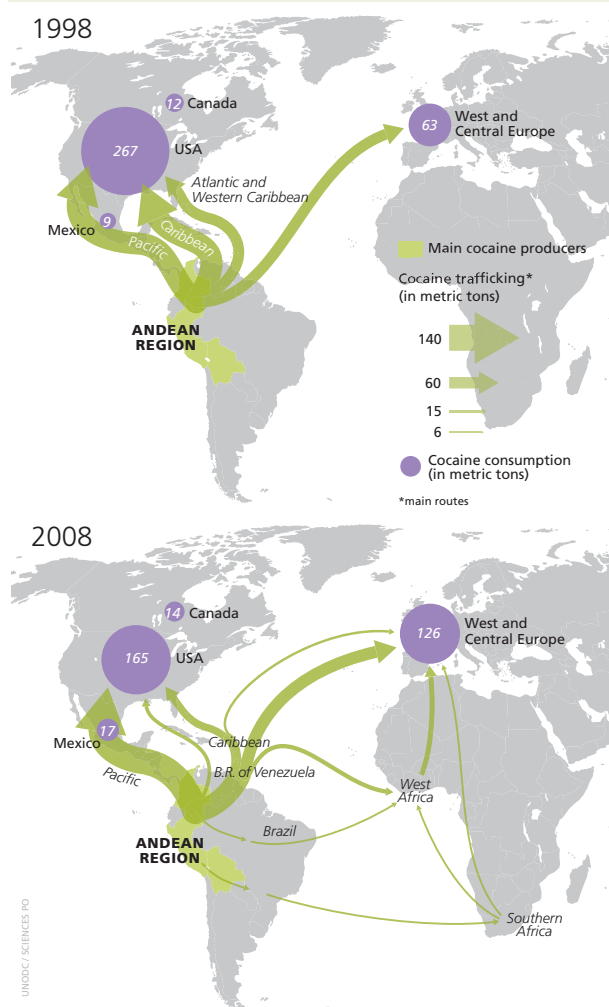 1998
12 Canada
267
USA
63
West and
Central Europe
Atlantic and
Western Caribbean
Mexico 9
Pacific
Caribbean
ANDEAN
REGION
Main cocaine producers
Cocaine trafficking*
(in metric tons)
140
60
15
6
Cocaine consumption
(in metric tons)
*main routes
2008
14 Canada
165
USA
126
West and
Central Europe
17
Mexico
Caribbean
Pacific
B.R. of Venezuela
West
Africa
Brazil
ANDEAN
REGION
Southern
Africa
UNODC / SCIENCES PO